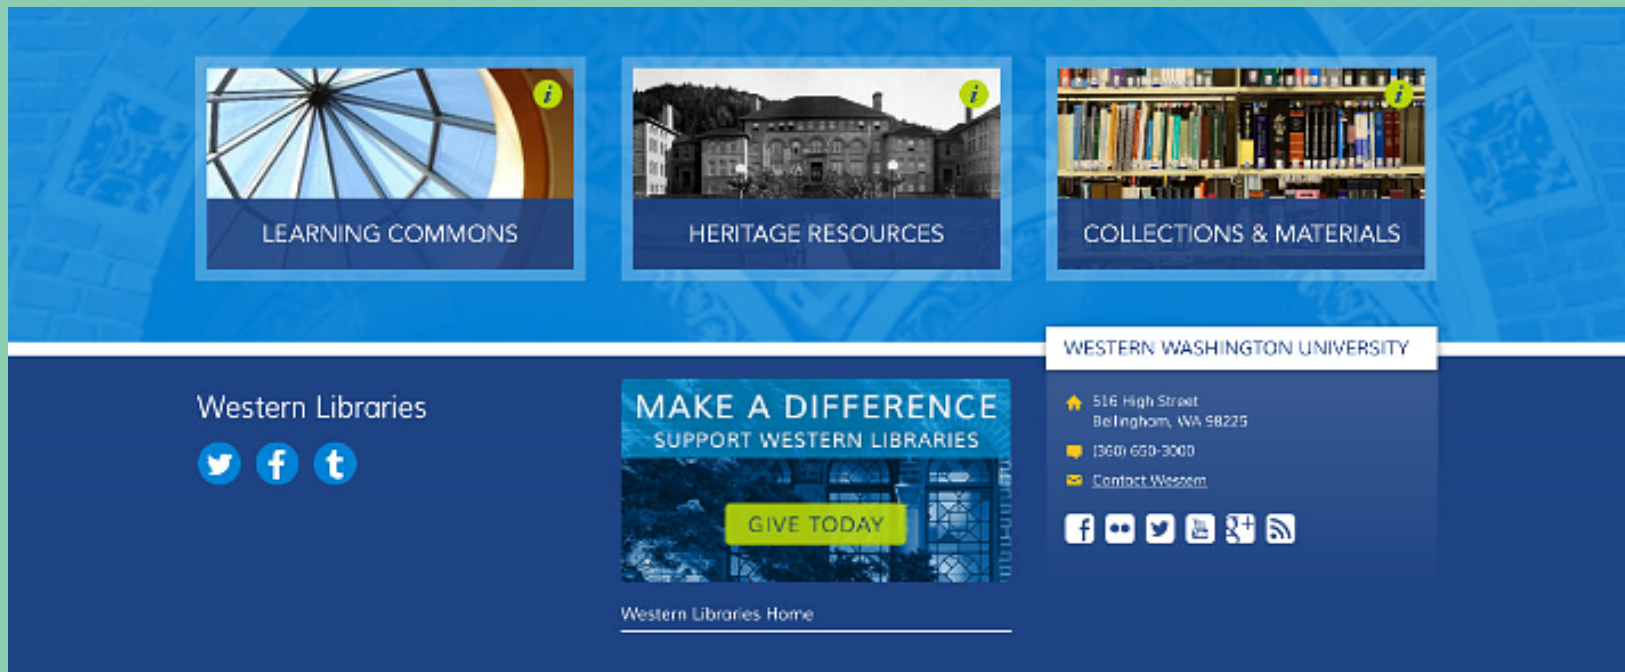 LEARNING COMMONS
HERITAGE RESOURCES
COLLECTIONS & MATERIALS
WESTERN WASHINGTON UNIVERSITY
Western Libraries
MAKE A DIFFERENCE
SUPPORT WESTERN LIBRARIES
GIVE TODAY
Western Libraries Home
516 High Street
Bellingham, WA 98225
(360) 650-3000
Contact Western